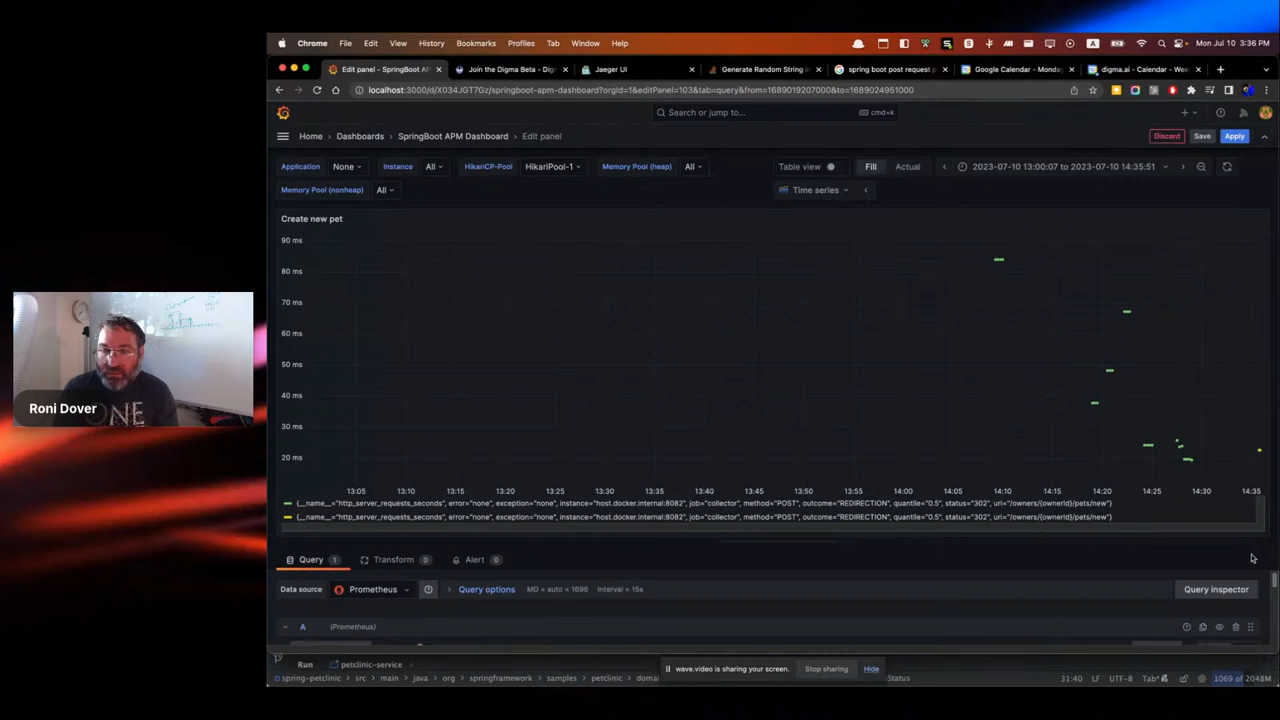 Chrome File Edit View History Bookmarks Profiles Tab Window Help Mon Jul 10 3:36 PM
Edit panel - SpringBoot AP Join the Digma Beta - Dig Jaeger UI Generate Random String in spring boot post request p Google Calendar - Monday digma.ai - Calendar - Week
localhost:3000/d/X034JGT7Gz/springboot-apm-dashboard?orgId=1&editPanel=103&tab=query&from=1689019207000&to=1689024951000
Search or jump to... cmd+k
Home > Dashboards > SpringBoot APM Dashboard > Edit panel Discard Save Apply
Application None Instance All HikariCP-Pool HikariPool-1 Memory Pool (heap) All Table view Fill Actual 2023-07-10 13:00:07 to 2023-07-10 14:35:51
Memory Pool (nonheap) All Time series
Create new pet
90 ms
80 ms
70 ms
60 ms
50 ms
40 ms
30 ms
20 ms
13:05 13:10 13:15 13:20 13:25 13:30 13:35 13:40 13:45 13:50 13:55 14:00 14:05 14:10 14:15 14:20 14:25 14:30 14:35
{__name__="http_server_requests_seconds", error="none", exception="none", instance="host.docker.internal:8082", job="collector", method="POST", outcome="REDIRECTION", quantile="0.5", status="302", uri="/owners/{ownerId}/pets/new"}
{__name__="http_server_requests_seconds", error="none", exception="none", instance="host.docker.internal:8082", job="collector", method="POST", outcome="REDIRECTION", quantile="0.5", status="302", uri="/owners/{ownerId}/pets/new"}
Roni Dover
ONE
Query 1 Transform 0 Alert 0
Data source Prometheus Query options MD = auto = 1696 Interval = 15s Query inspector
A (Prometheus)
Run petclinic-service wave.video is sharing your screen. Stop sharing Hide
spring-petclinic > src > main > java > org > springframework > samples > petclinic > domai Status 31:40 LF UTF-8 Tab* 1069 of 2048M